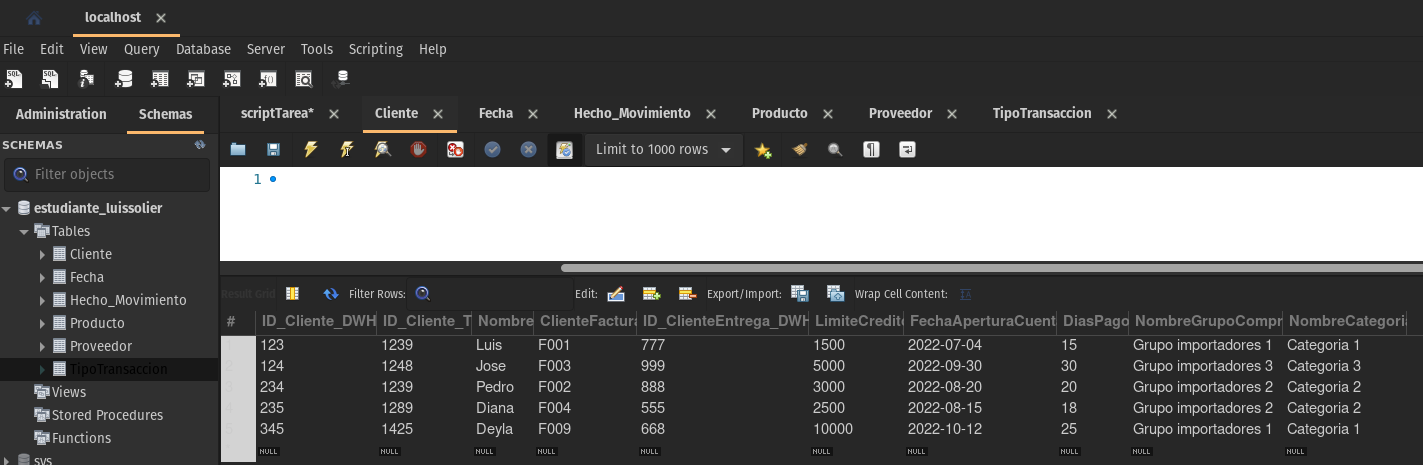 localhost
File Edit View Query Database Server Tools Scripting Help
Administration Schemas
scriptTarea* Cliente Fecha Hecho_Movimiento Producto Proveedor TipoTransaccion
SCHEMAS
Limit to 1000 rows
Filter objects
1
estudiante_luissolier
Tables
Cliente
Fecha
Hecho_Movimiento
Producto
Proveedor
TipoTransaccion
Views
Stored Procedures
Functions
sys
Result Grid Filter Rows: Edit: Export/Import: Wrap Cell Content:
# ID_Cliente_DWH ID_Cliente_T Nombre ClienteFactura ID_ClienteEntrega_DWH LimiteCredit FechaAperturaCuent DiasPago NombreGrupoCompr NombreCategori
1 123 1239 Luis F001 777 1500 2022-07-04 15 Grupo importadores 1 Categoria 1
2 124 1248 Jose F003 999 5000 2022-09-30 30 Grupo importadores 3 Categoria 3
3 234 1239 Pedro F002 888 3000 2022-08-20 20 Grupo importadores 2 Categoria 2
4 235 1289 Diana F004 555 2500 2022-08-15 18 Grupo importadores 2 Categoria 2
5 345 1425 Deyla F009 668 10000 2022-10-12 25 Grupo importadores 1 Categoria 1
NULL NULL NULL NULL NULL NULL NULL NULL NULL NULL